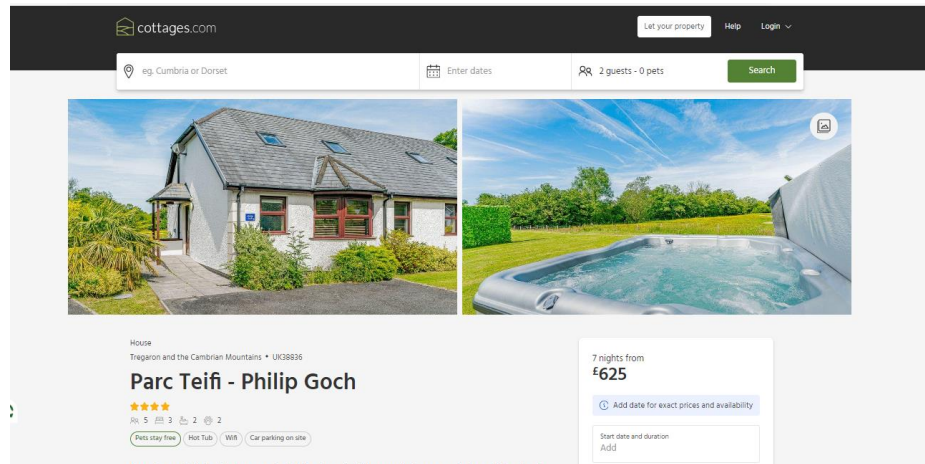 cottages.com
Let your property
Help
Login
eg. Cumbria or Dorset
Enter dates
2 guests - 0 pets
Search
House
Tregaron and the Cambrian Mountains • UK38836
Parc Teifi - Philip Goch
5 3 2 2
Pets stay free
Hot Tub
Wifi
Car parking on site
7 nights from
£625
Add date for exact prices and availability
Start date and duration
Add